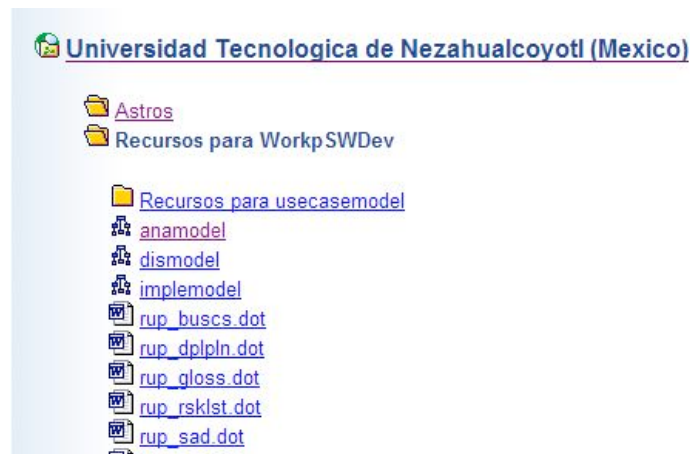 Universidad Tecnologica de Nezahualcoyotl (Mexico)
Astros
Recursos para WorkpSWDev
Recursos para usecasemodel
anamodel
dismodel
implemodel
rup_buscs.dot
rup_dplpln.dot
rup_gloss.dot
rup_rsklst.dot
rup_sad.dot